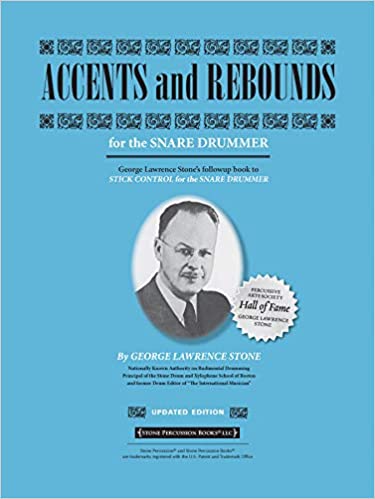 ACCENTS and REBOUNDS
for the SNARE DRUMMER
George Lawrence Stone's followup book to
STICK CONTROL for the SNARE DRUMMER
PERCUSSIVE
ARTS SOCIETY
Hall of Fame
GEORGE LAWRENCE
STONE
By GEORGE LAWRENCE STONE
Nationally Known Authority on Rudimental Drumming
Principal of the Stone Drum and Xylophone School of Boston
and former Drum Editor of "The International Musician"
UPDATED EDITION
STONE PERCUSSION BOOKS® LLC
Stone Percussion® and Stone Percussion Books®
are trademarks registered with the U.S. Patent and Trademark Office